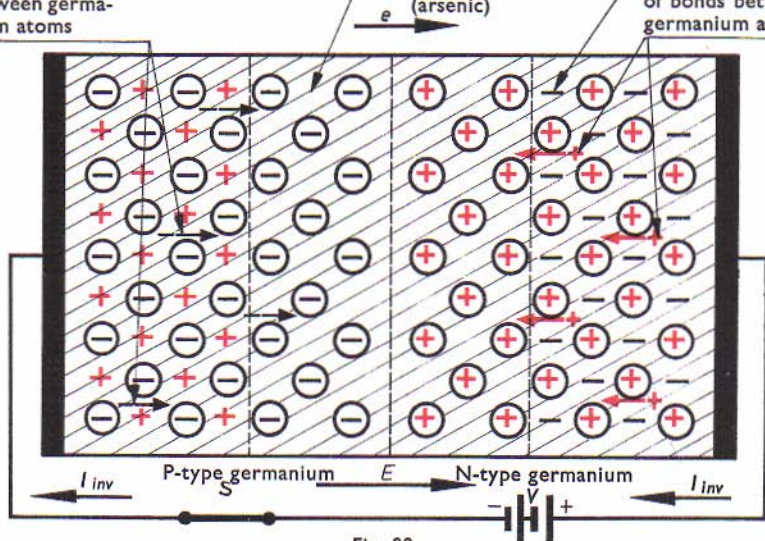 ween germa-
n atoms
e
(arsenic)
of bonds bet
germanium a
I inv
P-type germanium
S
E
N-type germanium
V
I inv
− +